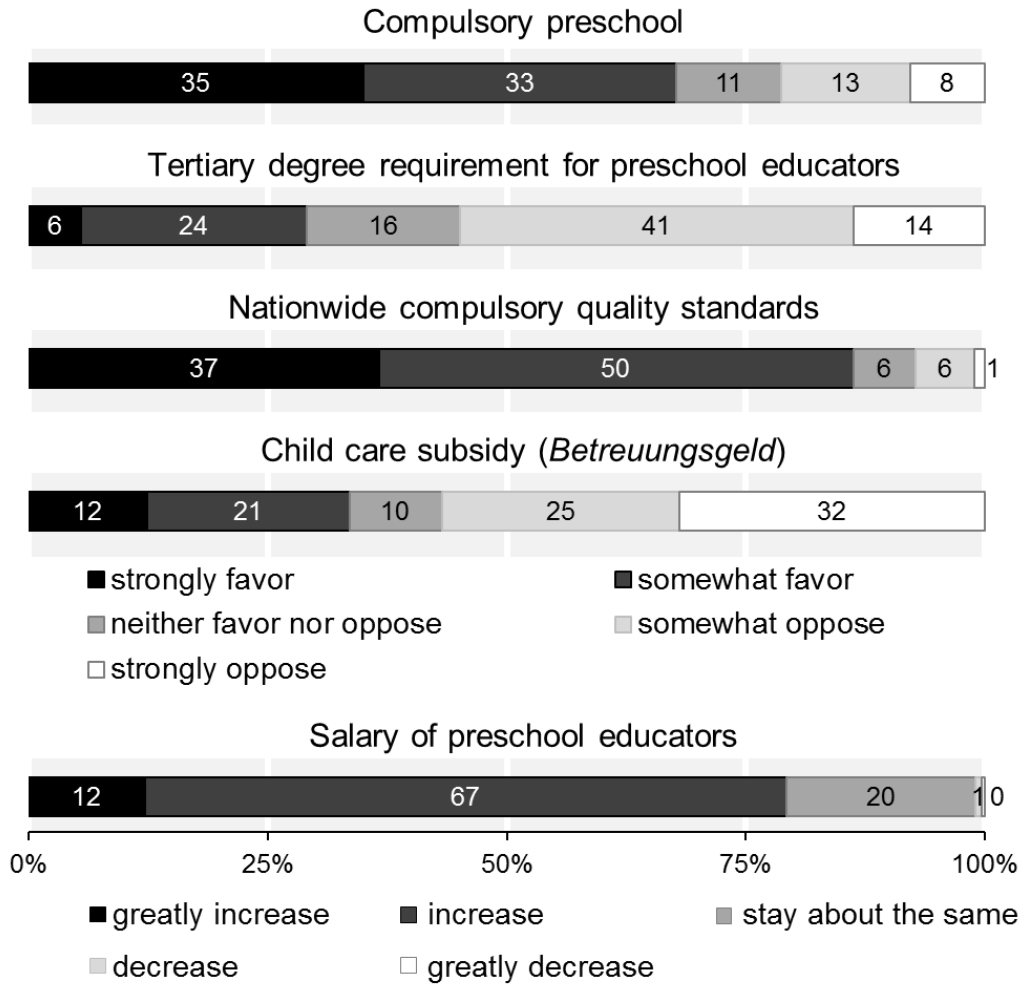 Compulsory preschool
35 33 11 13 8
Tertiary degree requirement for preschool educators
6 24 16 41 14
Nationwide compulsory quality standards
37 50 6 6 1
Child care subsidy (Betreuungsgeld)
12 21 10 25 32
strongly favor somewhat favor
neither favor nor oppose somewhat oppose
strongly oppose
Salary of preschool educators
12 67 20 1 0
0% 25% 50% 75% 100%
greatly increase increase stay about the same
decrease greatly decrease